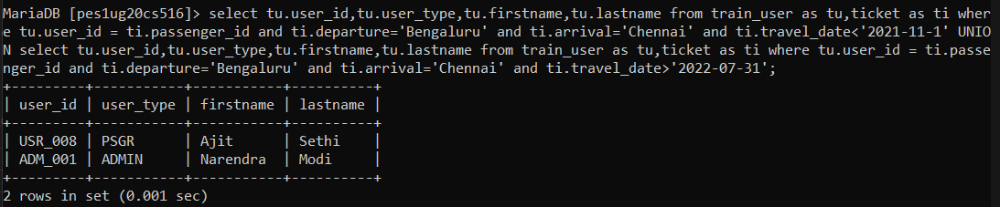 MariaDB [pes1ug20cs516]> select tu.user_id,tu.user_type,tu.firstname,tu.lastname from train_user as tu,ticket as ti wher
e tu.user_id = ti.passenger_id and ti.departure='Bengaluru' and ti.arrival='Chennai' and ti.travel_date<'2021-11-1' UNIO
N select tu.user_id,tu.user_type,tu.firstname,tu.lastname from train_user as tu,ticket as ti where tu.user_id = ti.passe
nger_id and ti.departure='Bengaluru' and ti.arrival='Chennai' and ti.travel_date>'2022-07-31';
+---------+-----------+-----------+----------+
| user_id | user_type | firstname | lastname |
+---------+-----------+-----------+----------+
| USR_008 | PSGR      | Ajit      | Sethi    |
| ADM_001 | ADMIN     | Narendra  | Modi     |
+---------+-----------+-----------+----------+
2 rows in set (0.001 sec)